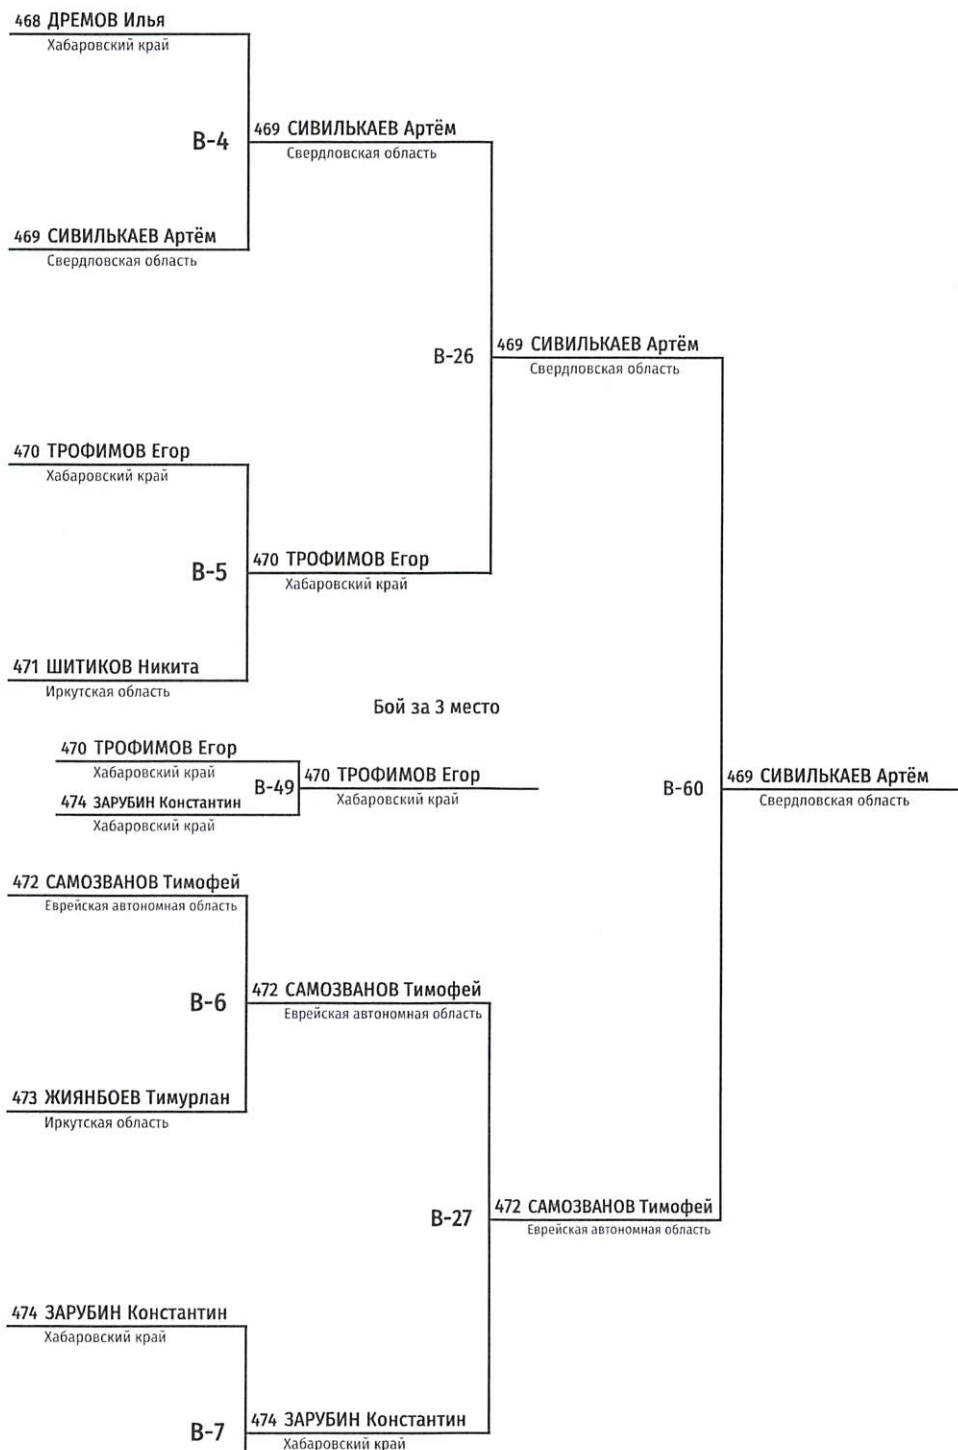 468 ДРЕМОВ Илья
Хабаровский край
В-4
469 СИВИЛЬКАЕВ Артём
Свердловская область
469 СИВИЛЬКАЕВ Артём
Свердловская область
В-26
469 СИВИЛЬКАЕВ Артём
Свердловская область
470 ТРОФИМОВ Егор
Хабаровский край
В-5
470 ТРОФИМОВ Егор
Хабаровский край
471 ШИТИКОВ Никита
Иркутская область
Бой за 3 место
470 ТРОФИМОВ Егор
Хабаровский край
В-49
470 ТРОФИМОВ Егор
Хабаровский край
474 ЗАРУБИН Константин
Хабаровский край
В-60
469 СИВИЛЬКАЕВ Артём
Свердловская область
472 САМОЗВАНОВ Тимофей
Еврейская автономная область
В-6
472 САМОЗВАНОВ Тимофей
Еврейская автономная область
473 ЖИЯНБОЕВ Тимурлан
Иркутская область
В-27
472 САМОЗВАНОВ Тимофей
Еврейская автономная область
474 ЗАРУБИН Константин
Хабаровский край
В-7
474 ЗАРУБИН Константин
Хабаровский край